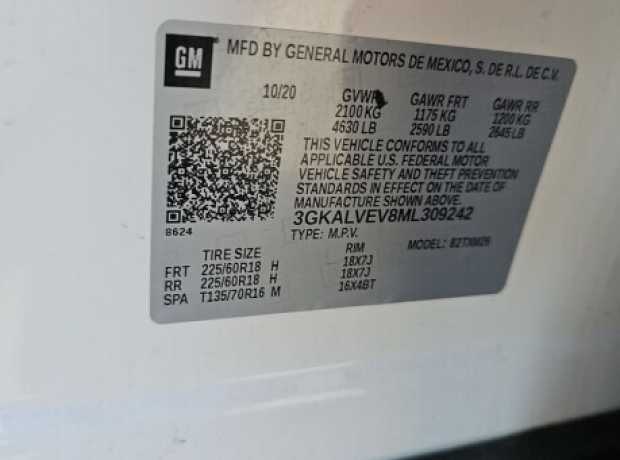 GM
MFD BY GENERAL MOTORS DE MEXICO, S. DE R.L. DE C.V.
10/20 GVWR GAWR FRT GAWR RR
2100 KG 1175 KG 1200 KG
4630 LB 2590 LB 2645 LB
THIS VEHICLE CONFORMS TO ALL
APPLICABLE U.S. FEDERAL MOTOR
VEHICLE SAFETY AND THEFT PREVENTION
STANDARDS IN EFFECT ON THE DATE OF
MANUFACTURE SHOWN ABOVE.
8624 3GKALVEV8ML309242
TYPE: M.P.V. MODEL: 82TXM26
TIRE SIZE RIM
FRT 225/60R18 H 18X7J
RR 225/60R18 H 18X7J
SPA T135/70R16 M 16X4BT